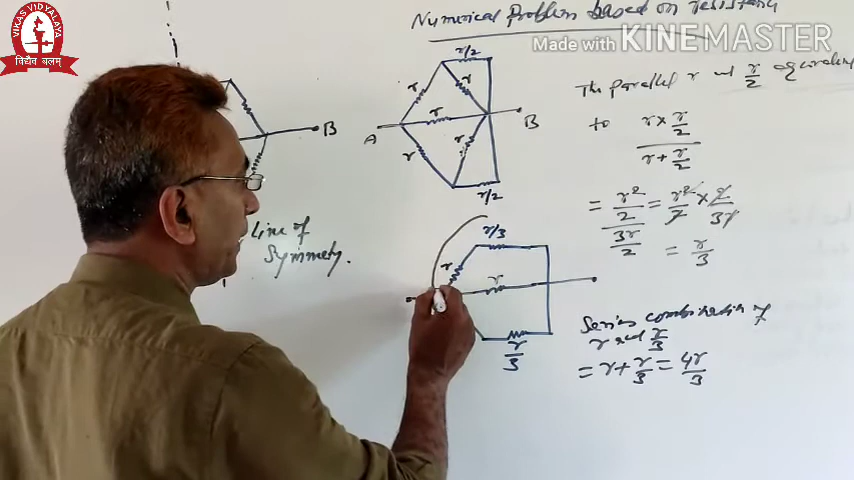 VIKAS VIDYALAYA
विद्यैव बलम्
Numerical Problem based on resistance
Made with KINEMASTER
r/2
r
r
r
A
B
r
r
r/2
B
Line of
Symmetry.
The parallel r and r/2 equivalent
to r × r/2
r + r/2
= r²/2 / 3r/2 = r²/2 × 2/3r
= r/3
r/3
r
r
r/3
Series combination of
r and r/3
= r + r/3 = 4r/3